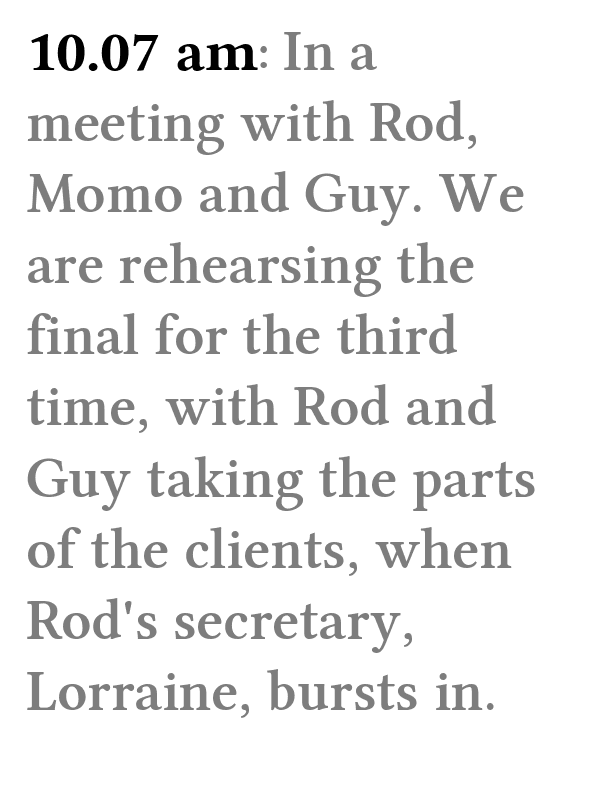 10.07 am: In a
meeting with Rod,
Momo and Guy. We
are rehearsing the
final for the third
time, with Rod and
Guy taking the parts
of the clients, when
Rod's secretary,
Lorraine, bursts in.